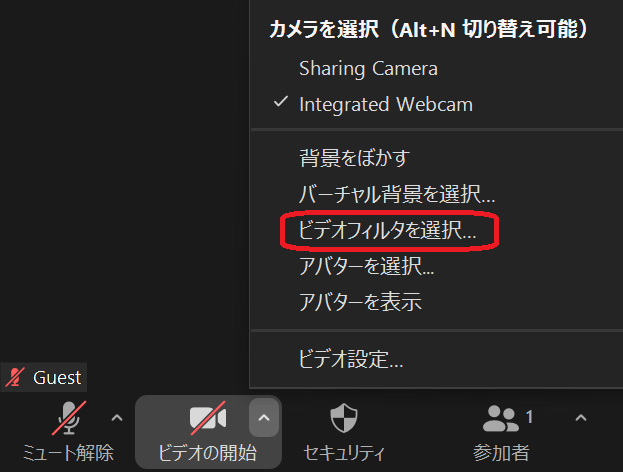 カメラを選択（Alt+N 切り替え可能）
Sharing Camera
Integrated Webcam
背景をぼかす
バーチャル背景を選択...
ビデオフィルタを選択...
アバターを選択...
アバターを表示
ビデオ設定...
Guest
ミュート解除
ビデオの開始
セキュリティ
1
参加者